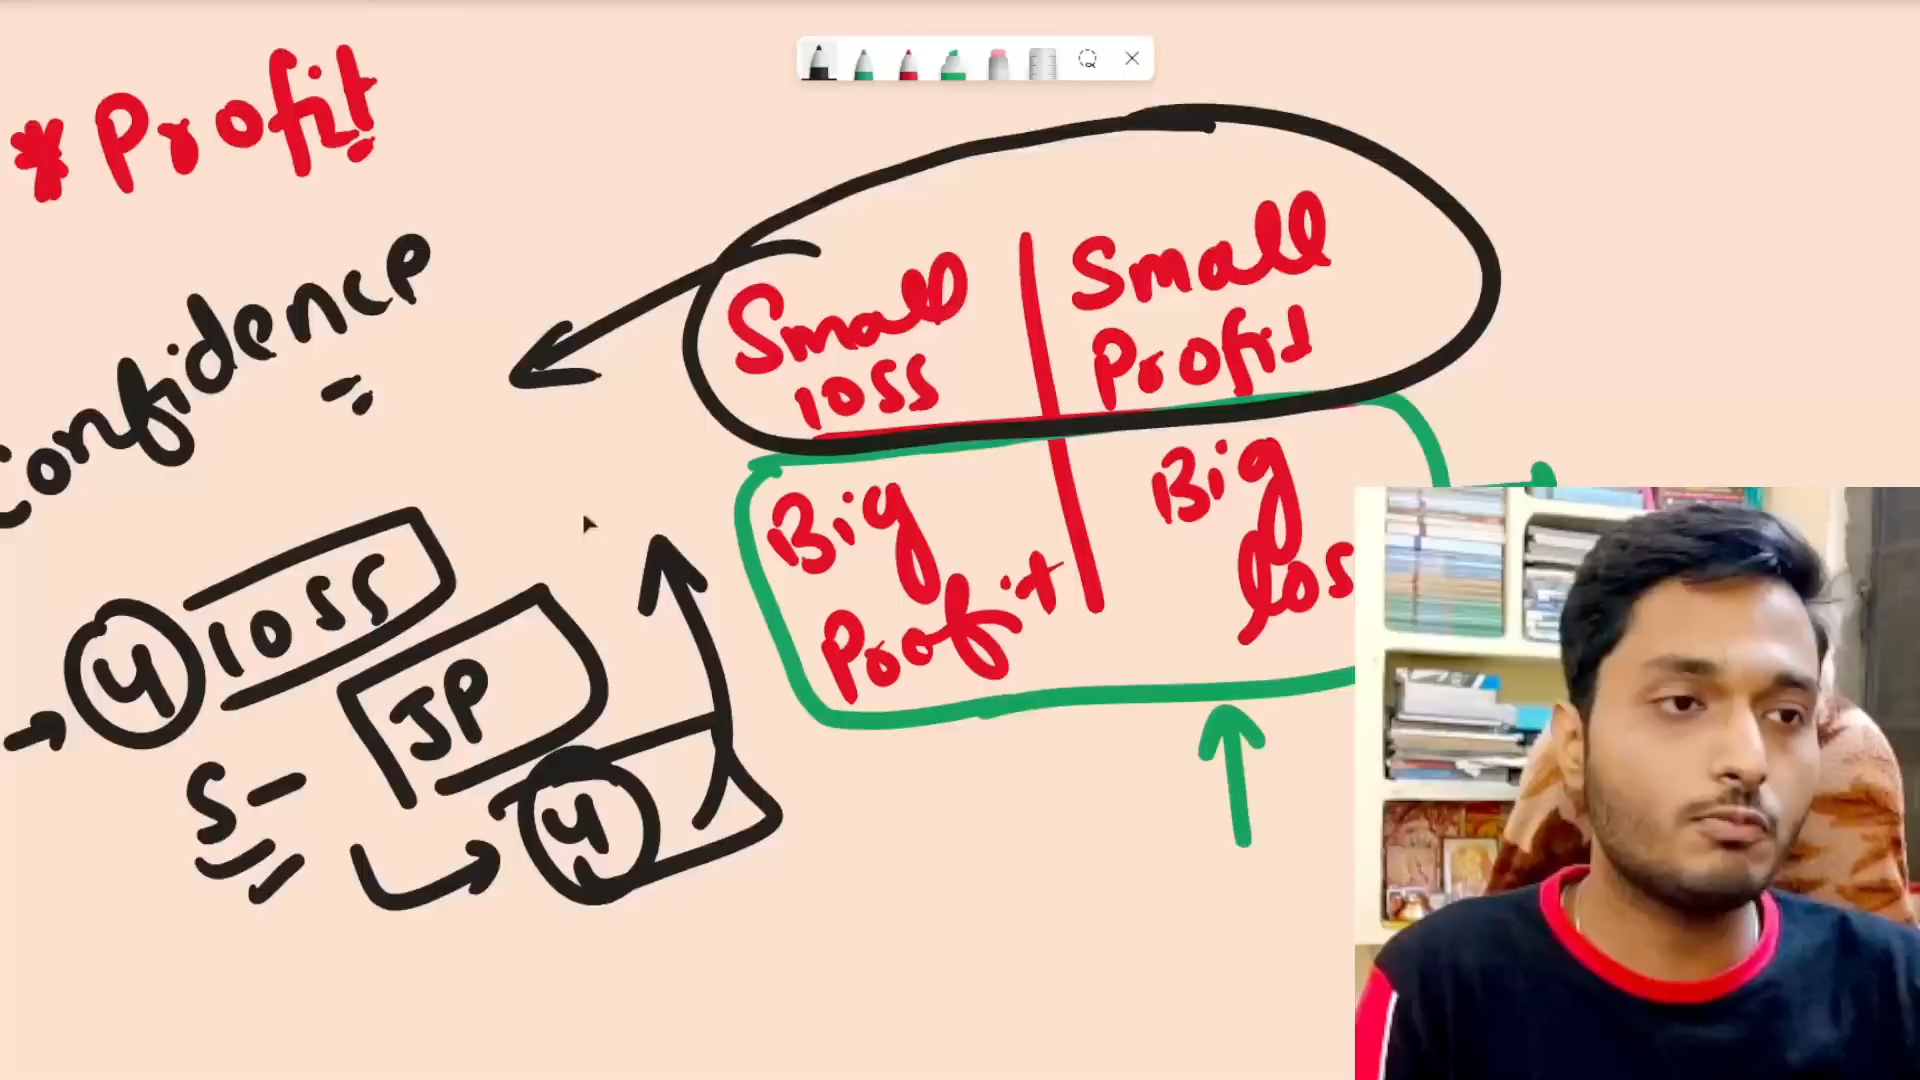 * Profit
Confidence
Small loss
Small Profit
Big Profit
Big los
4 loss
JP
S-
4